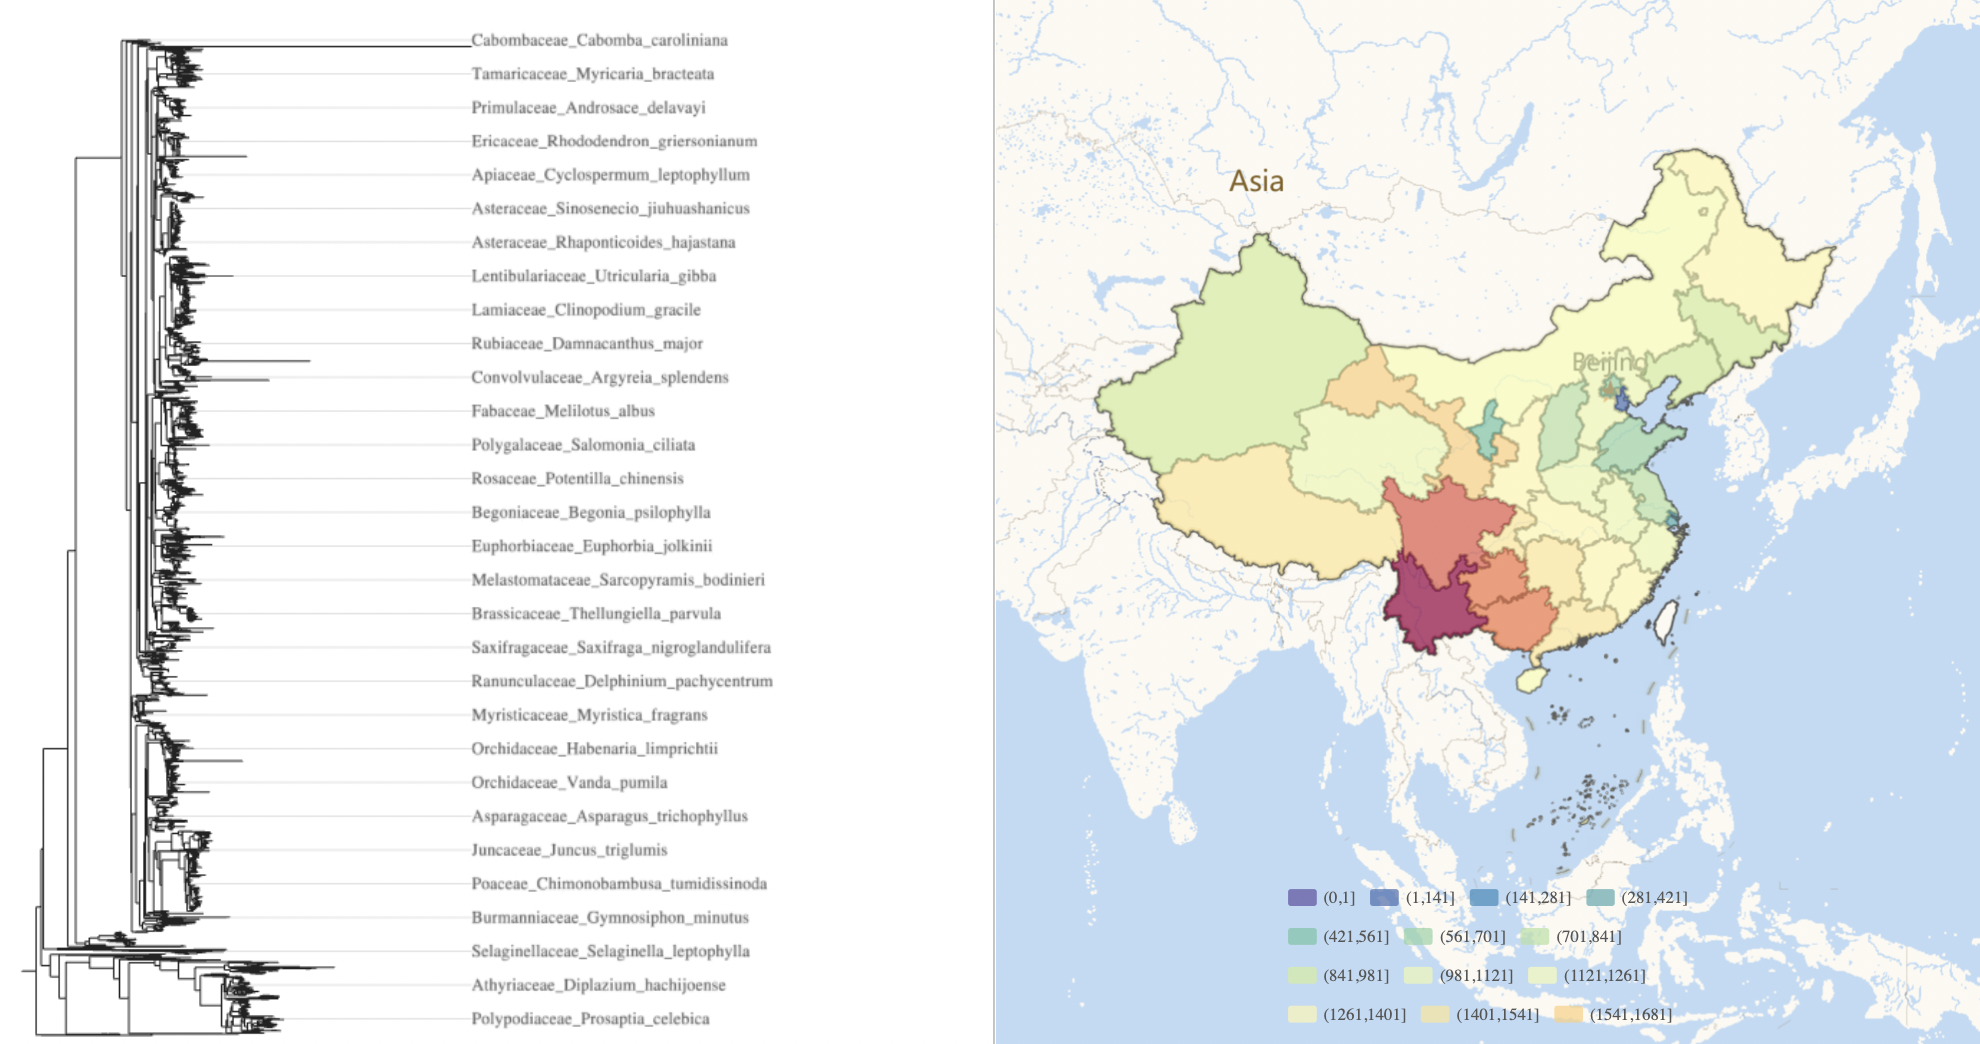 Cabombaceae_Cabomba_caroliniana
Tamaricaceae_Myricaria_bracteata
Primulaceae_Androsace_delavayi
Ericaceae_Rhododendron_griersonianum
Apiaceae_Cyclospermum_leptophyllum
Asteraceae_Sinosenecio_jiuhuashanicus
Asteraceae_Rhaponticoides_hajastana
Lentibulariaceae_Utricularia_gibba
Lamiaceae_Clinopodium_gracile
Rubiaceae_Damnacanthus_major
Convolvulaceae_Argyreia_splendens
Fabaceae_Melilotus_albus
Polygalaceae_Salomonia_ciliata
Rosaceae_Potentilla_chinensis
Begoniaceae_Begonia_psilophylla
Euphorbiaceae_Euphorbia_jolkinii
Melastomataceae_Sarcopyramis_bodinieri
Brassicaceae_Thellungiella_parvula
Saxifragaceae_Saxifraga_nigroglandulifera
Ranunculaceae_Delphinium_pachycentrum
Myristicaceae_Myristica_fragrans
Orchidaceae_Habenaria_limprichtii
Orchidaceae_Vanda_pumila
Asparagaceae_Asparagus_trichophyllus
Juncaceae_Juncus_triglumis
Poaceae_Chimonobambusa_tumidissinoda
Burmanniaceae_Gymnosiphon_minutus
Selaginellaceae_Selaginella_leptophylla
Athyriaceae_Diplazium_hachijoense
Polypodiaceae_Prosaptia_celebica
Asia
Beijing
(0,1] (1,141] (141,281] (281,421]
(421,561] (561,701] (701,841]
(841,981] (981,1121] (1121,1261]
(1261,1401] (1401,1541] (1541,1681]